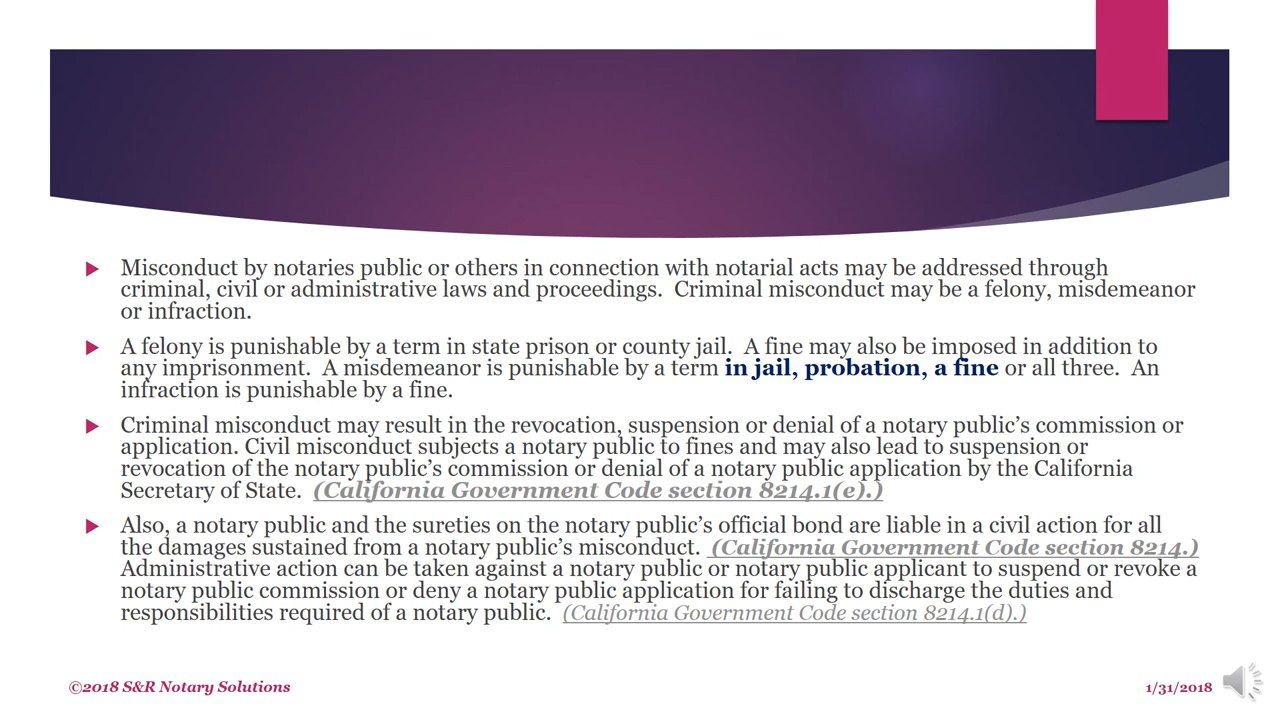 Misconduct by notaries public or others in connection with notarial acts may be addressed through
criminal, civil or administrative laws and proceedings.  Criminal misconduct may be a felony, misdemeanor
or infraction.
A felony is punishable by a term in state prison or county jail.  A fine may also be imposed in addition to
any imprisonment.  A misdemeanor is punishable by a term in jail, probation, a fine or all three.  An
infraction is punishable by a fine.
Criminal misconduct may result in the revocation, suspension or denial of a notary public’s commission or
application. Civil misconduct subjects a notary public to fines and may also lead to suspension or
revocation of the notary public’s commission or denial of a notary public application by the California
Secretary of State.  (California Government Code section 8214.1(e).)
Also, a notary public and the sureties on the notary public’s official bond are liable in a civil action for all
the damages sustained from a notary public’s misconduct.  (California Government Code section 8214.)
Administrative action can be taken against a notary public or notary public applicant to suspend or revoke a
notary public commission or deny a notary public application for failing to discharge the duties and
responsibilities required of a notary public.  (California Government Code section 8214.1(d).)
©2018 S&R Notary Solutions
1/31/2018